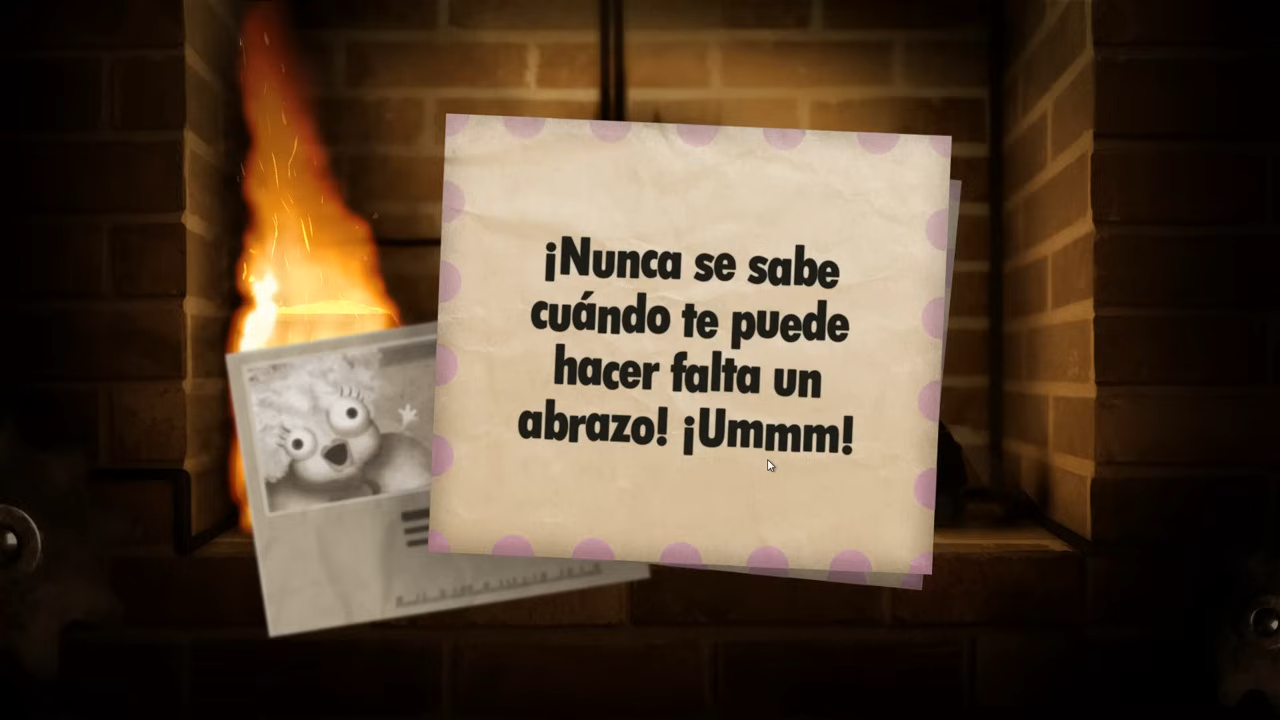 ¡Nunca se sabe
cuándo te puede
hacer falta un
abrazo! ¡Ummm!